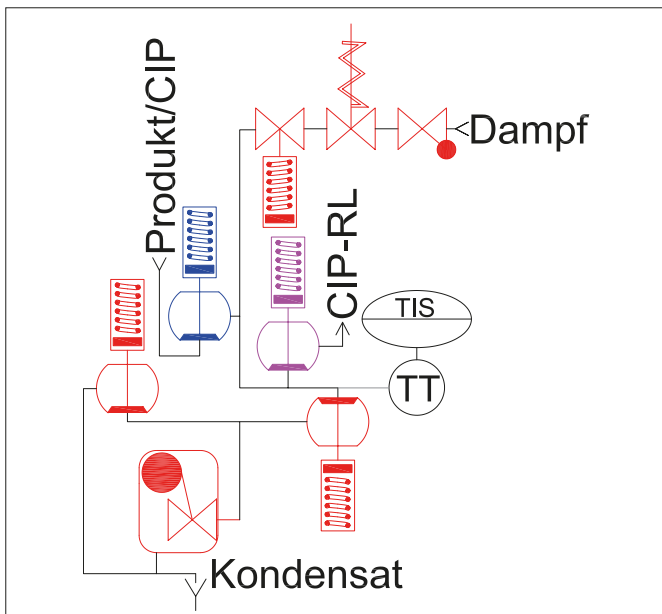 Produkt/CIP
Dampf
CIP-RL
TIS
TT
Kondensat